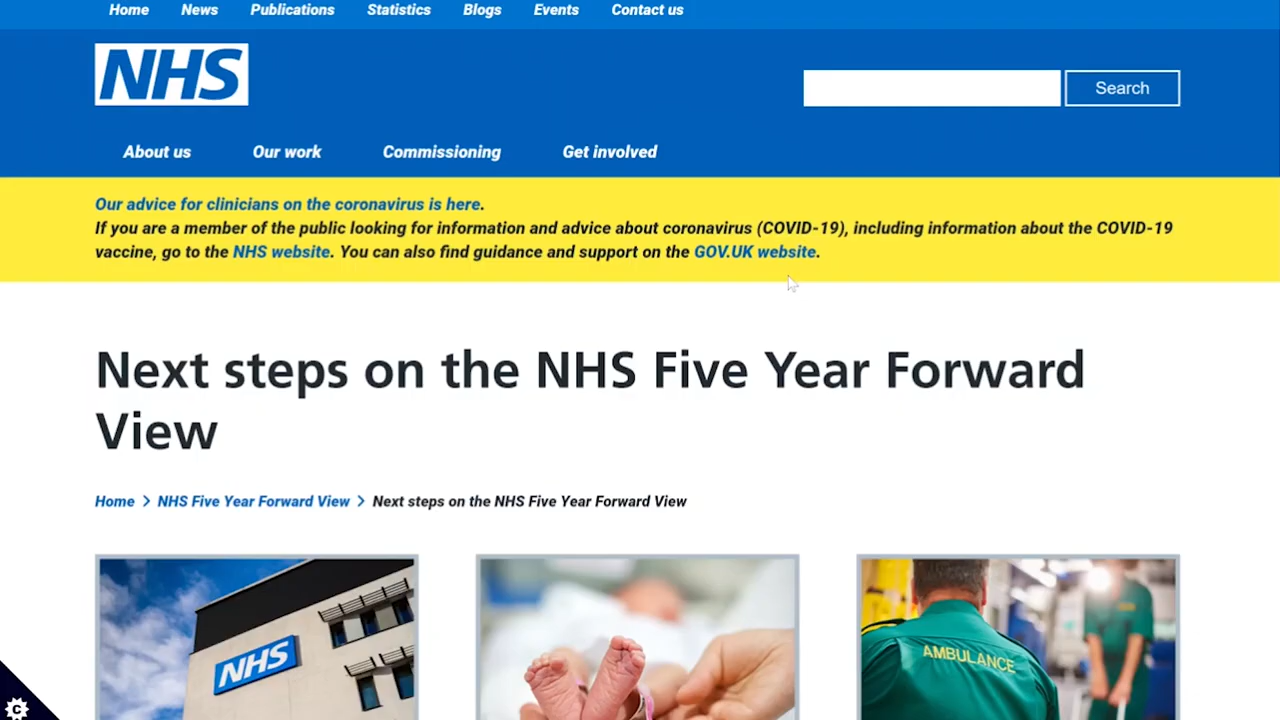 Home News Publications Statistics Blogs Events Contact us
NHS
Search
About us Our work Commissioning Get involved
Our advice for clinicians on the coronavirus is here.
If you are a member of the public looking for information and advice about coronavirus (COVID-19), including information about the COVID-19
vaccine, go to the NHS website. You can also find guidance and support on the GOV.UK website.
Next steps on the NHS Five Year Forward
View
Home > NHS Five Year Forward View > Next steps on the NHS Five Year Forward View
NHS
AMBULANCE
C